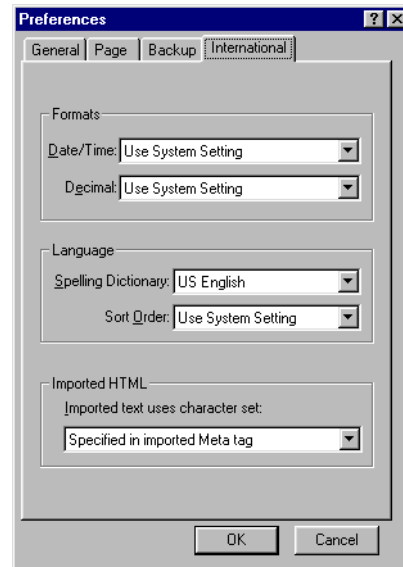 Preferences
General Page Backup International
Formats
Date/Time: Use System Setting
Decimal: Use System Setting
Language
Spelling Dictionary: US English
Sort Order: Use System Setting
Imported HTML
Imported text uses character set:
Specified in imported Meta tag
OK Cancel